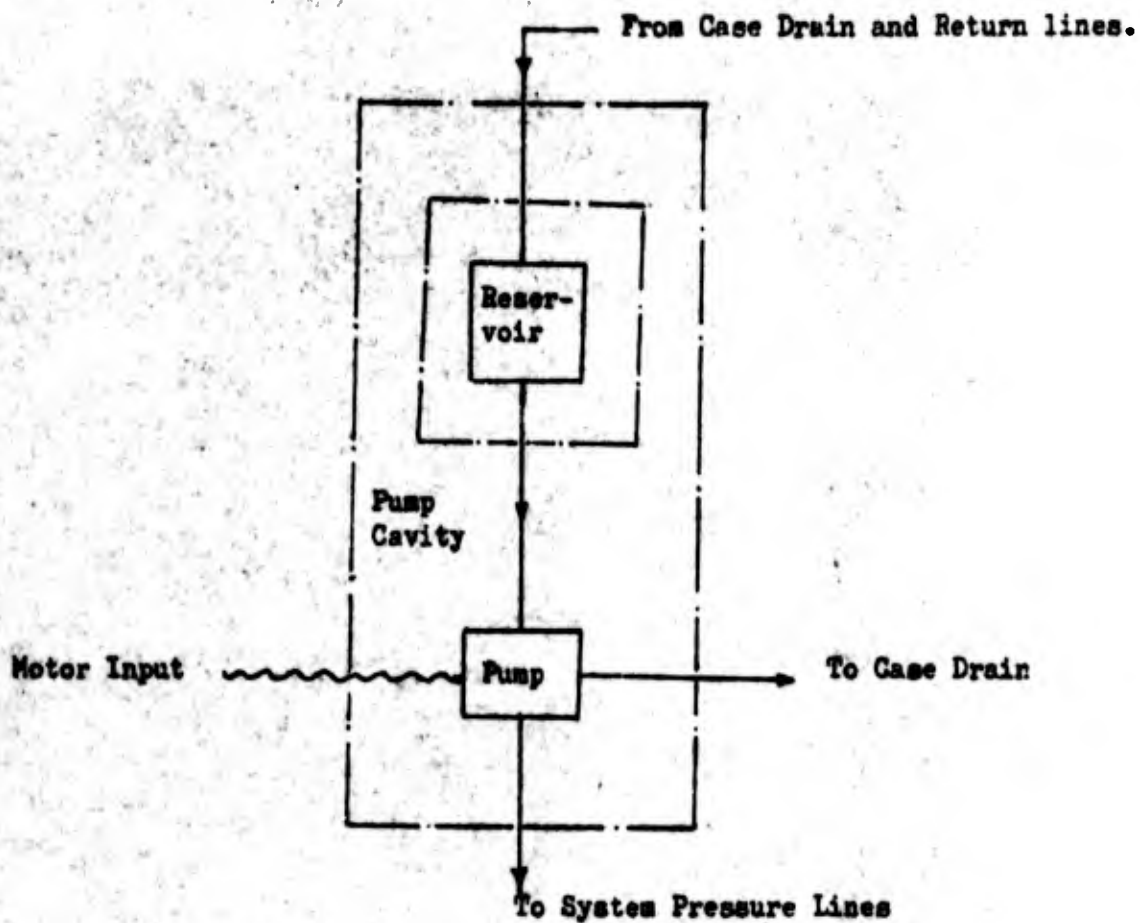 From Case Drain and Return lines.
Reser-
voir
Pump
Cavity
Motor Input
Pump
To Case Drain
To System Pressure Lines